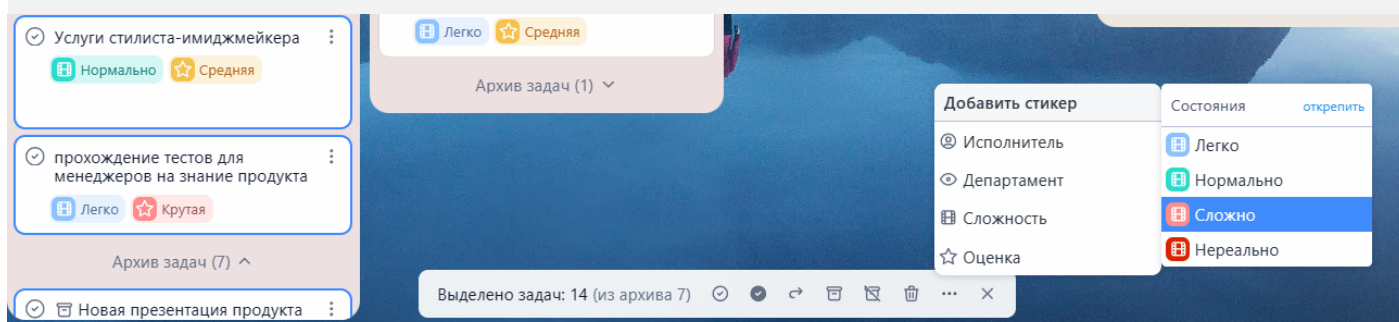 Услуги стилиста-имиджмейкера
Нормально Средняя
прохождение тестов для
менеджеров на знание продукта
Легко Крутая
Архив задач (7)
Новая презентация продукта
Легко Средняя
Архив задач (1)
Выделено задач: 14 (из архива 7)
Добавить стикер
Исполнитель
Департамент
Сложность
Оценка
Состояния открепить
Легко
Нормально
Сложно
Нереально